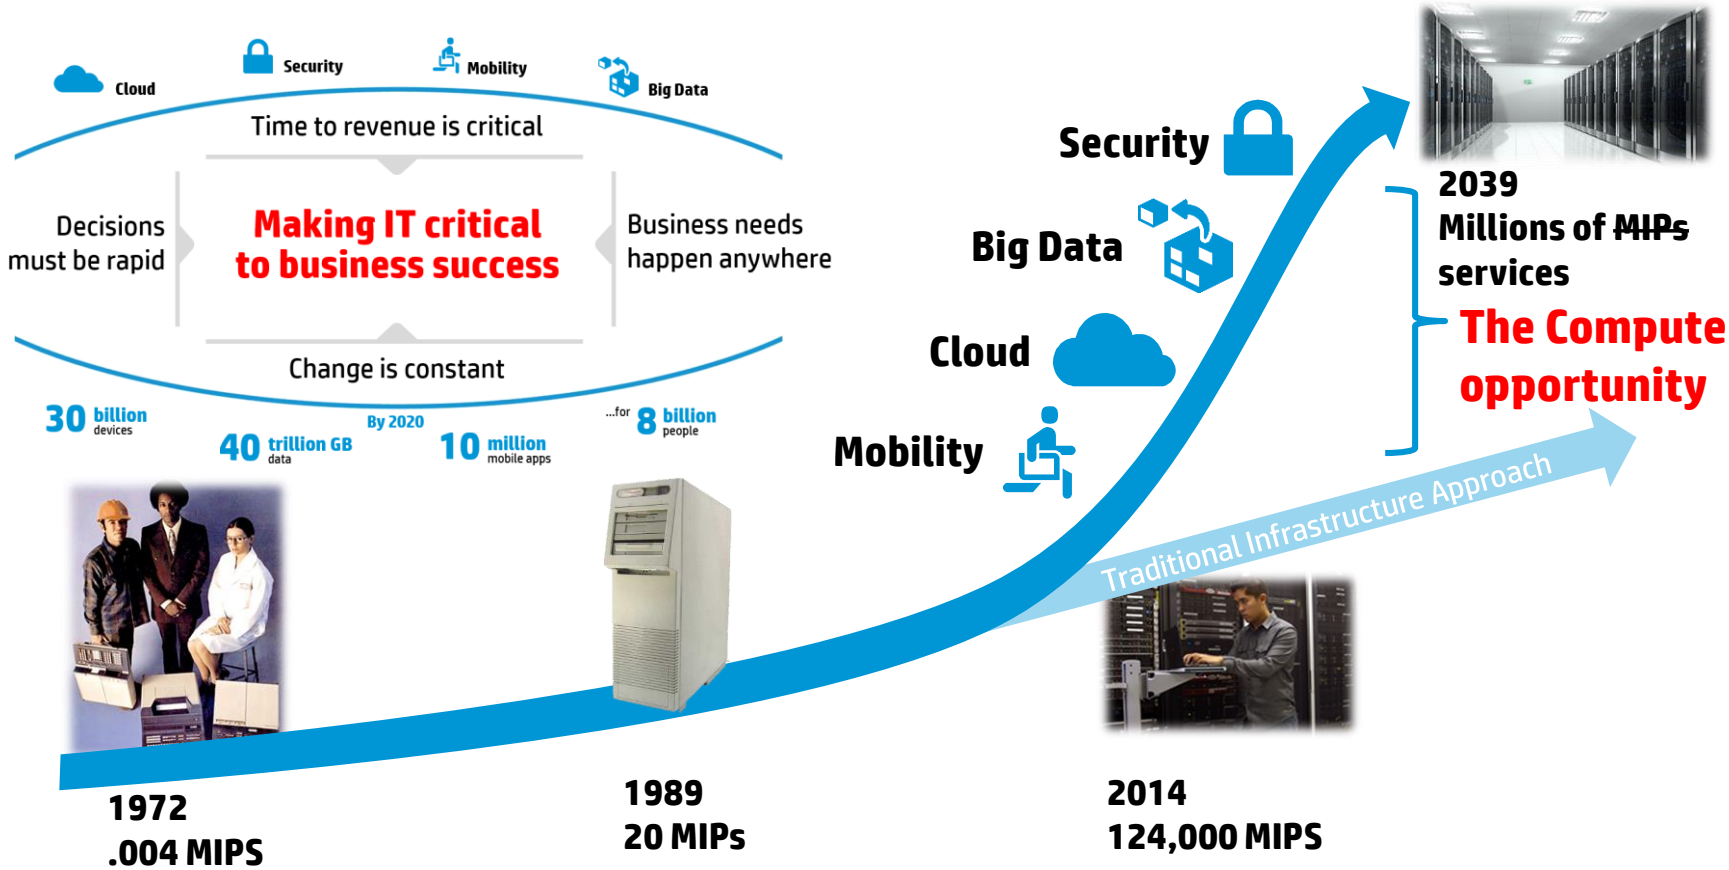 Cloud
Security
Mobility
Big Data
Time to revenue is critical
Decisions
must be rapid
Making IT critical
to business success
Business needs
happen anywhere
Change is constant
30 billion
devices
40 trillion GB
data
By 2020
10 million
mobile apps
...for 8 billion
people
Security
Big Data
Cloud
Mobility
2039
Millions of MIPs
services
The Compute
opportunity
Traditional Infrastructure Approach
1972
.004 MIPS
1989
20 MIPs
2014
124,000 MIPS